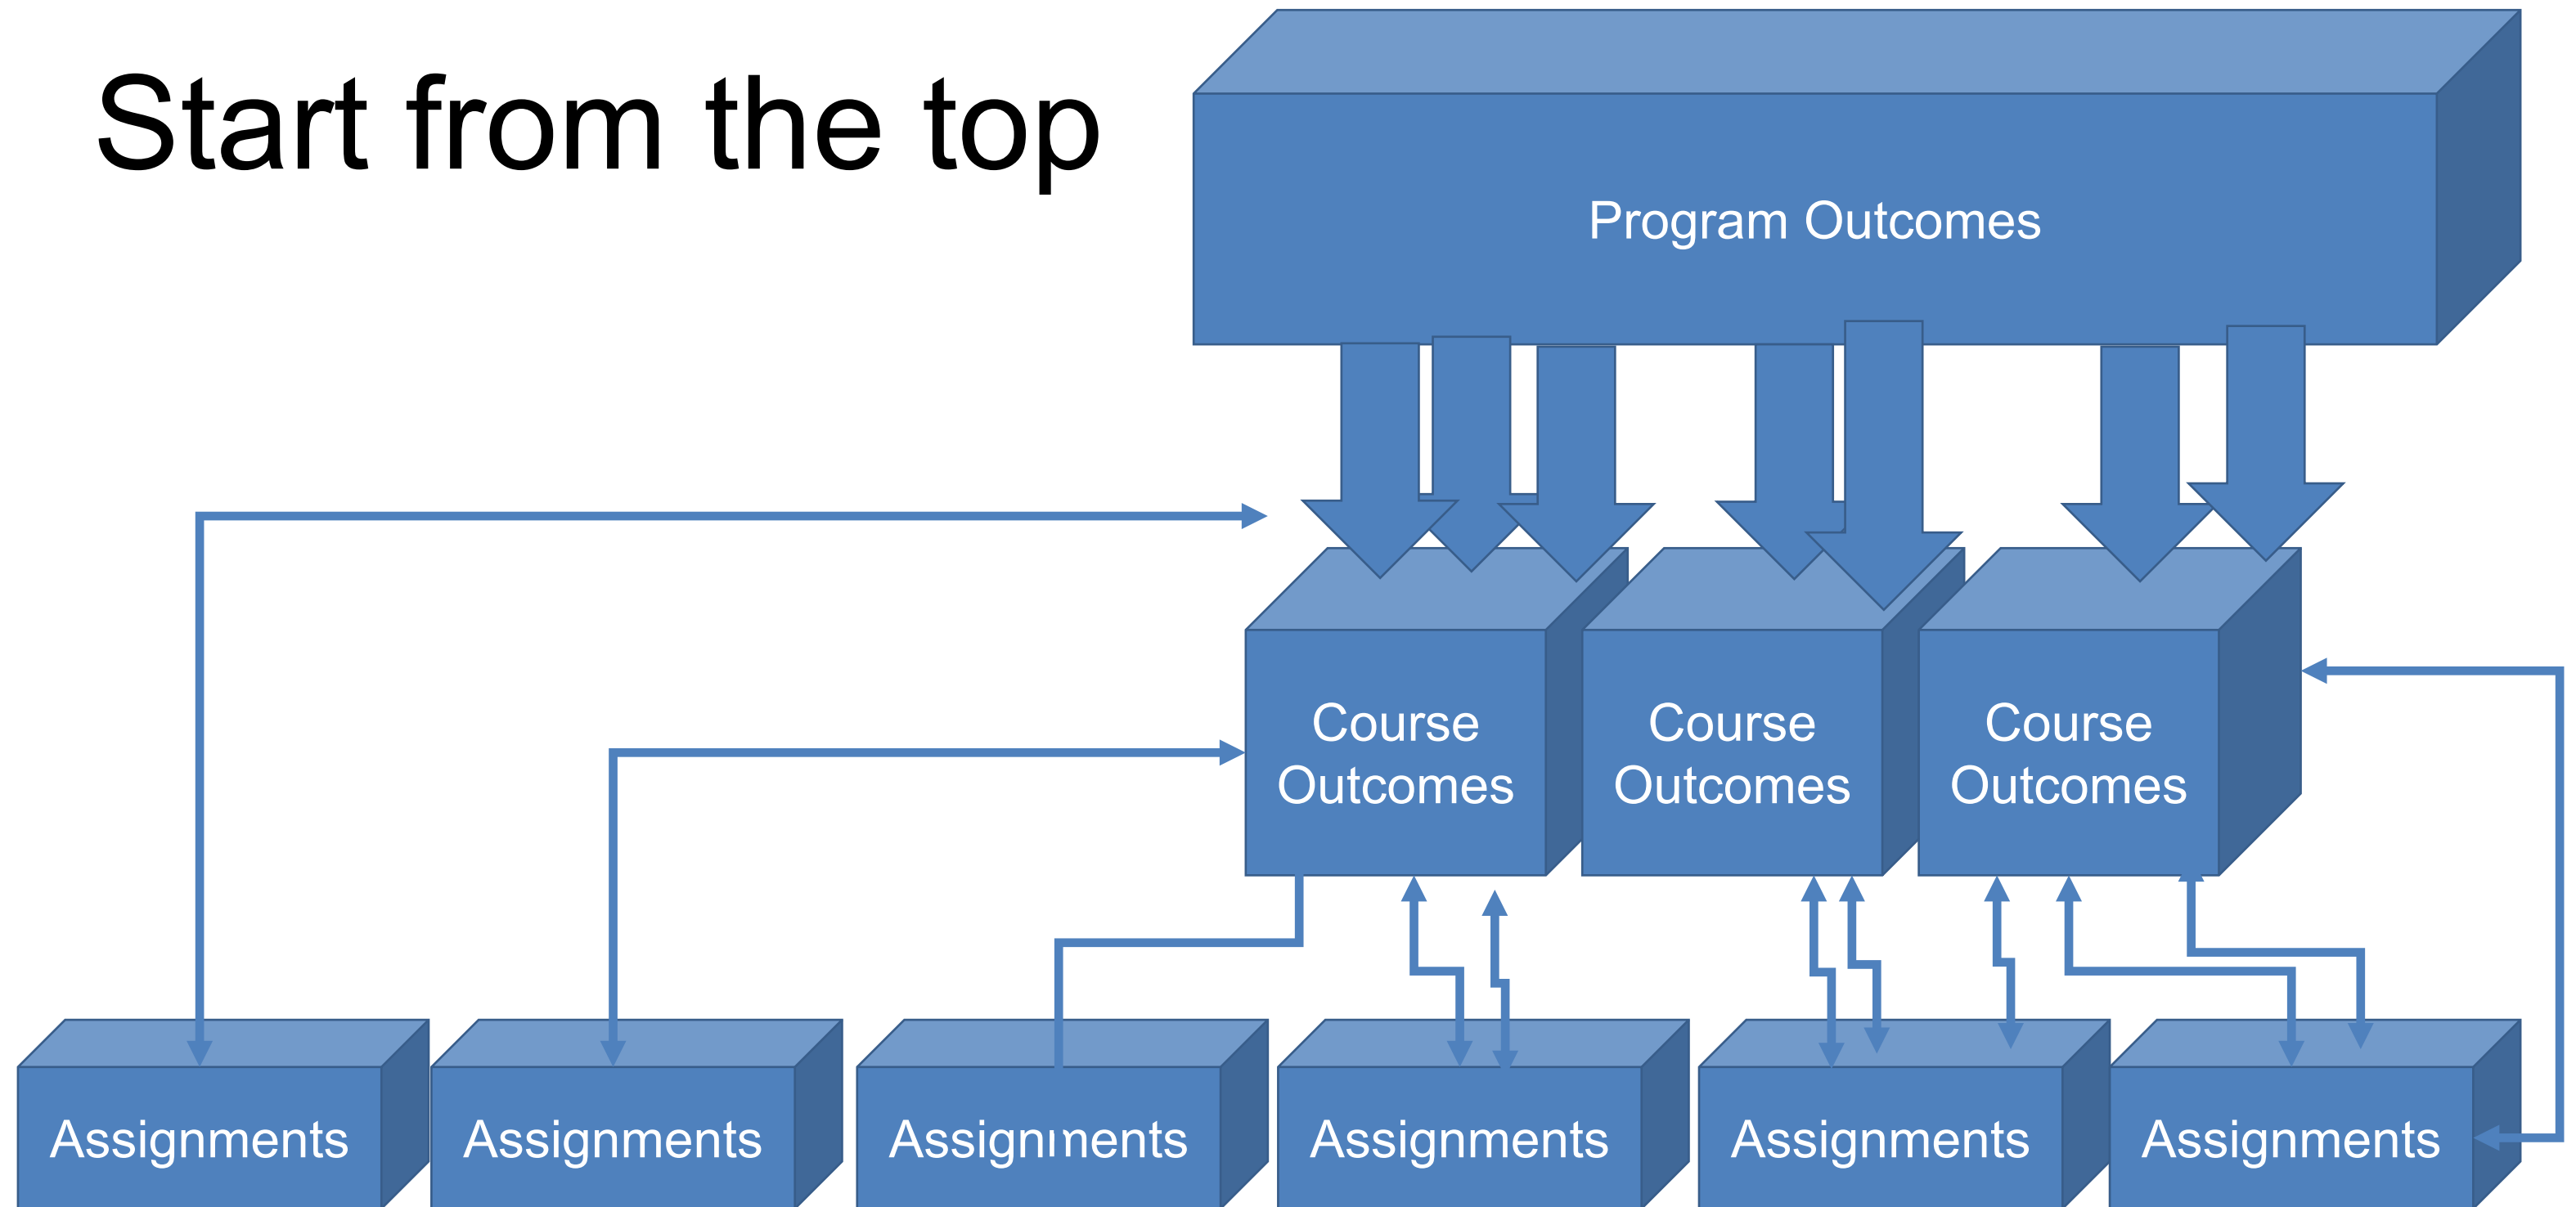 Start from the top
Program Outcomes
Course
Outcomes
Course
Outcomes
Course
Outcomes
Assignments
Assignments
Assignments
Assignments
Assignments
Assignments